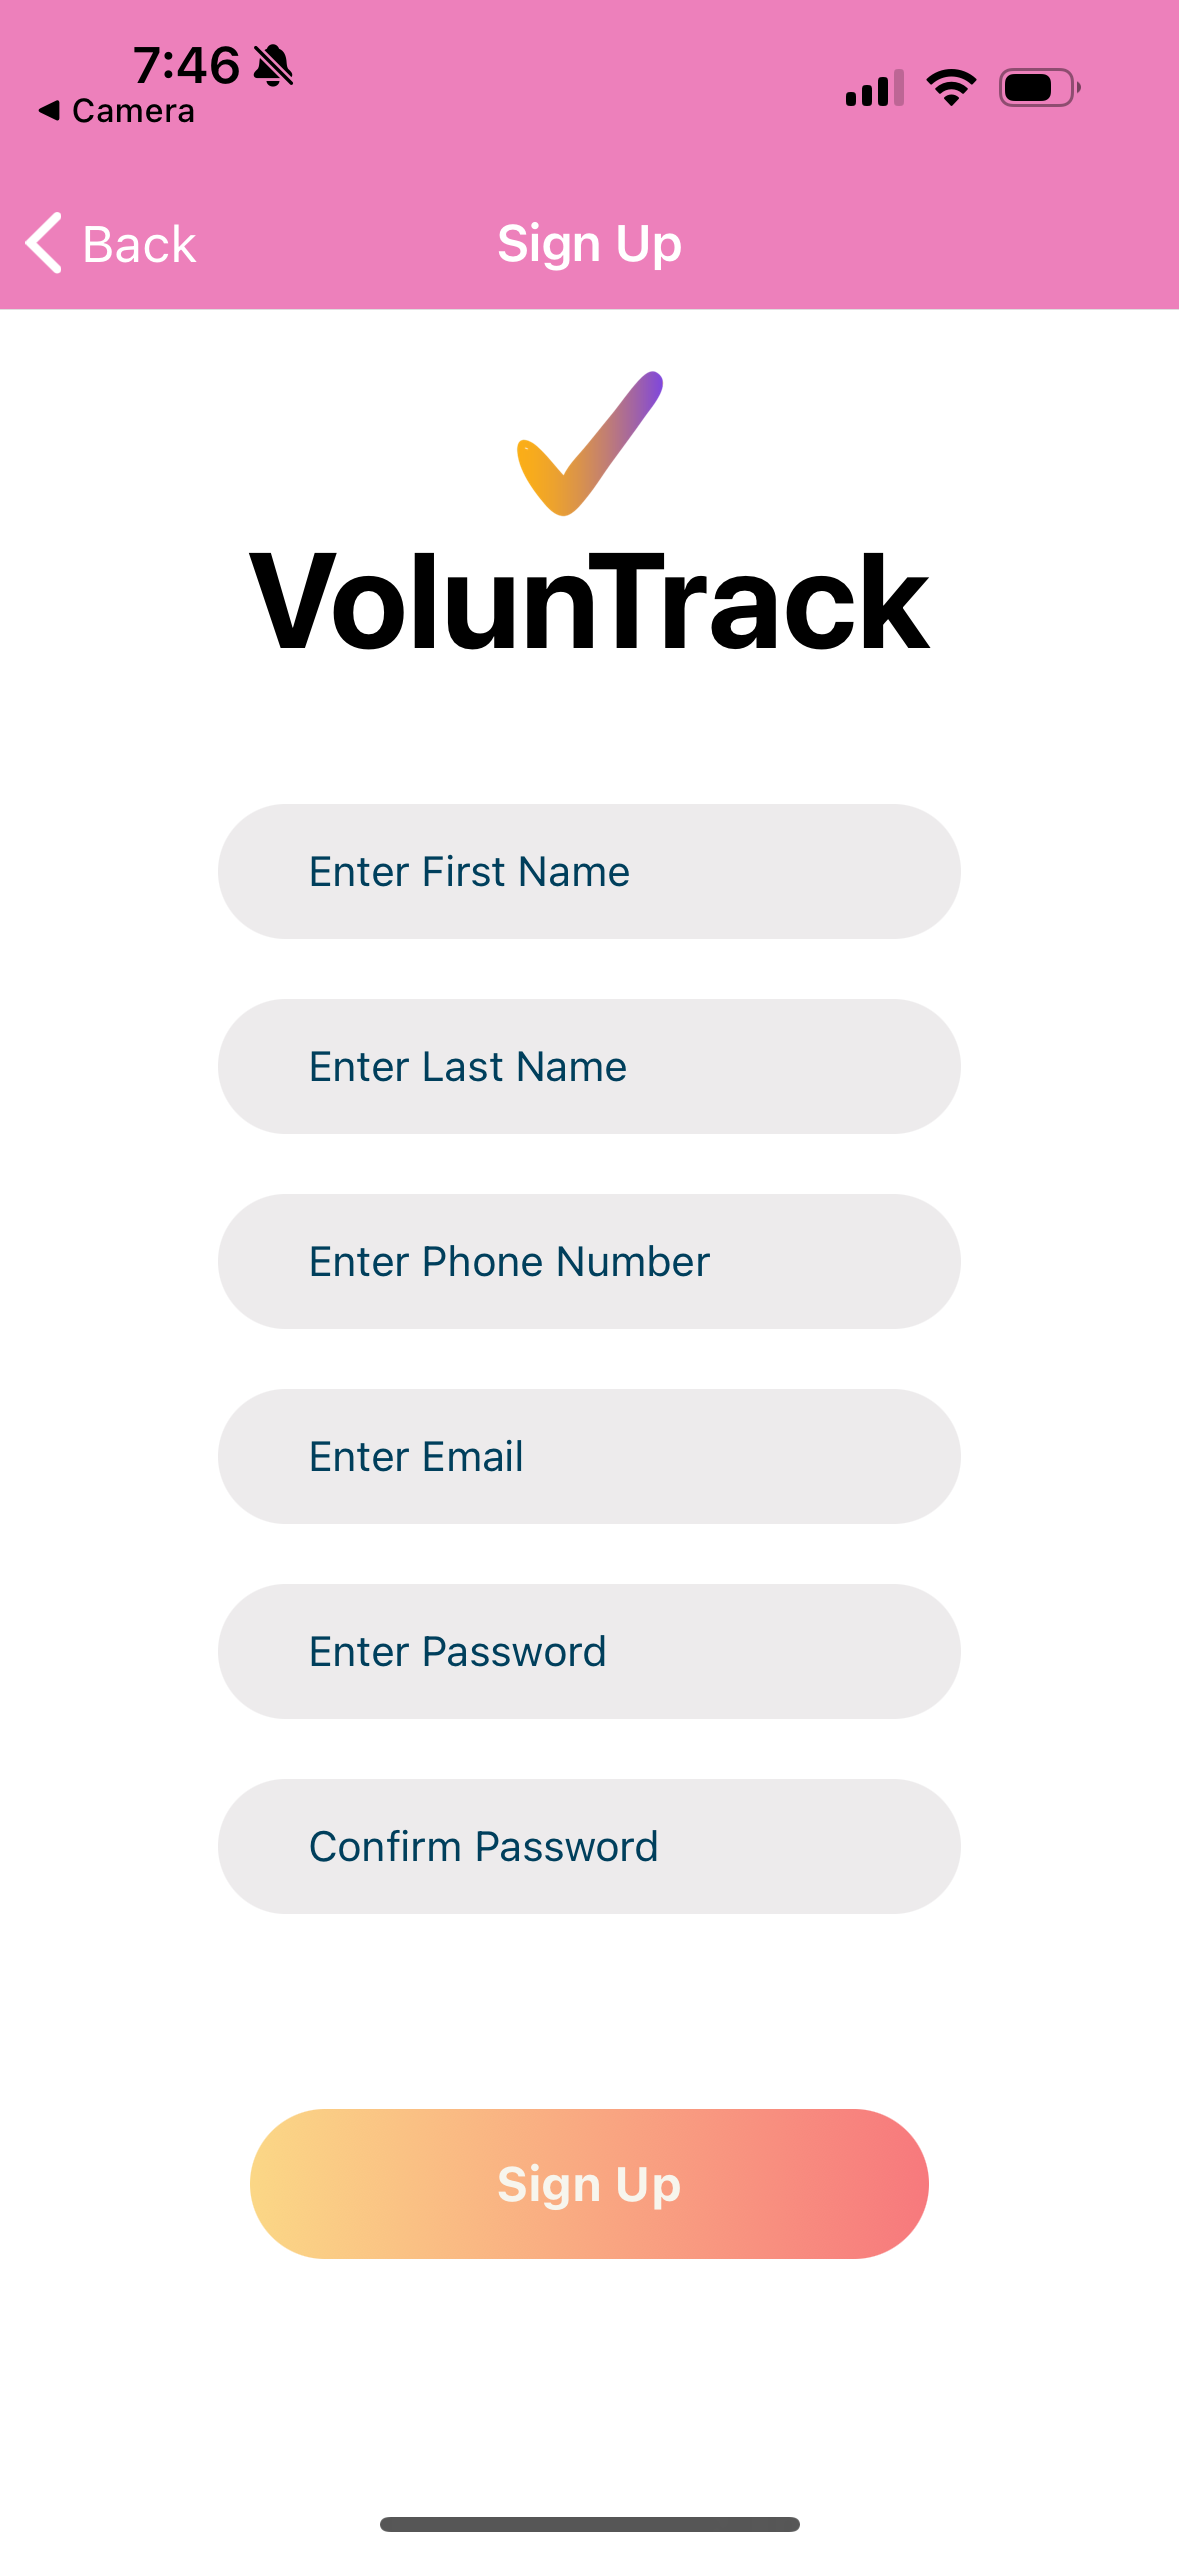 7:46
Camera
Back
Sign Up
VolunTrack
Enter First Name
Enter Last Name
Enter Phone Number
Enter Email
Enter Password
Confirm Password
Sign Up